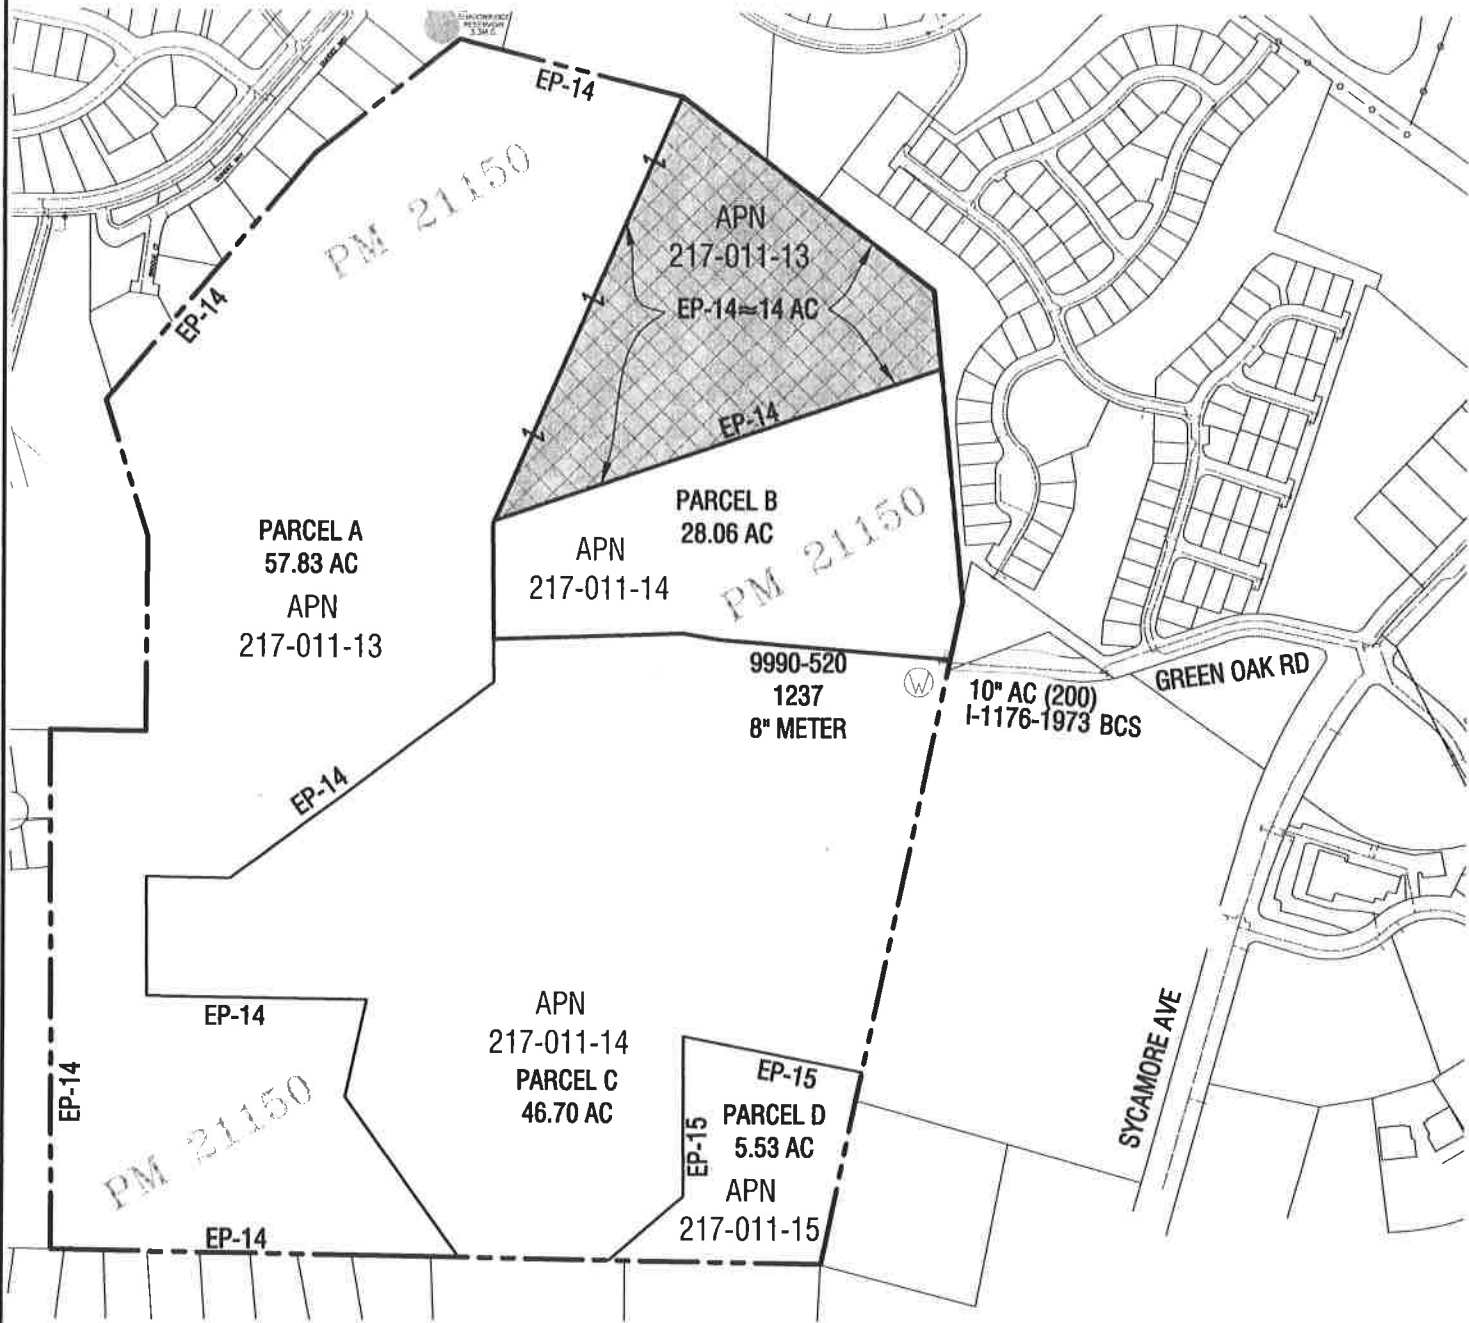 RESERVOIR
EP-14
PM 21150
APN
217-011-13
EP-14≈14 AC
EP-14
EP-14
PARCEL A
57.83 AC
APN
217-011-13
PARCEL B
28.06 AC
APN
217-011-14
PM 21150
9990-520
1237
8" METER
W
10" AC (200)
I-1176-1973 BCS
GREEN OAK RD
EP-14
EP-14
EP-14
APN
217-011-14
PARCEL C
46.70 AC
EP-15
EP-15
PARCEL D
5.53 AC
APN
217-011-15
SYCAMORE AVE
PM 21150
EP-14